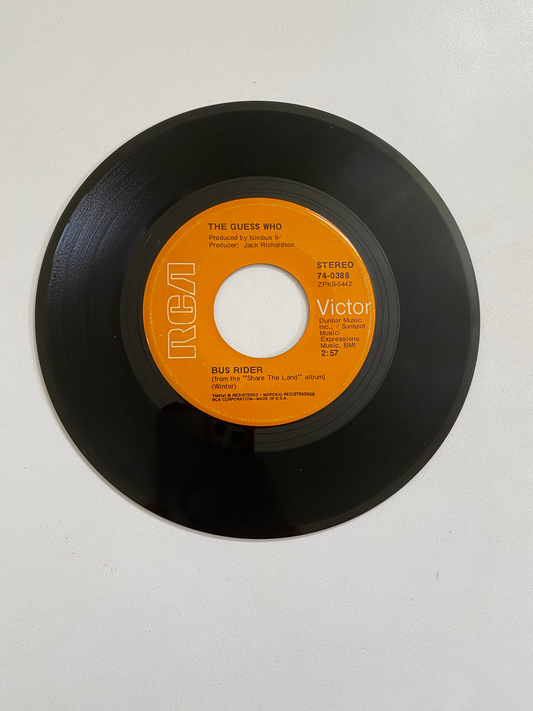 THE GUESS WHO
Produced by Nimbus 9/
Producer: Jack Richardson
STEREO
74-0388
ZPKS-5442
RCA
Victor
Dunbar Music
Inc., / Sunspot
Music/
Expressions
Music, BMI
2:57
BUS RIDER
(from the "Share The Land" album)
(Winter)
TMK(s) ® REGISTERED • MARCA(s) REGISTRADA(s)
RCA CORPORATION—MADE IN U.S.A.